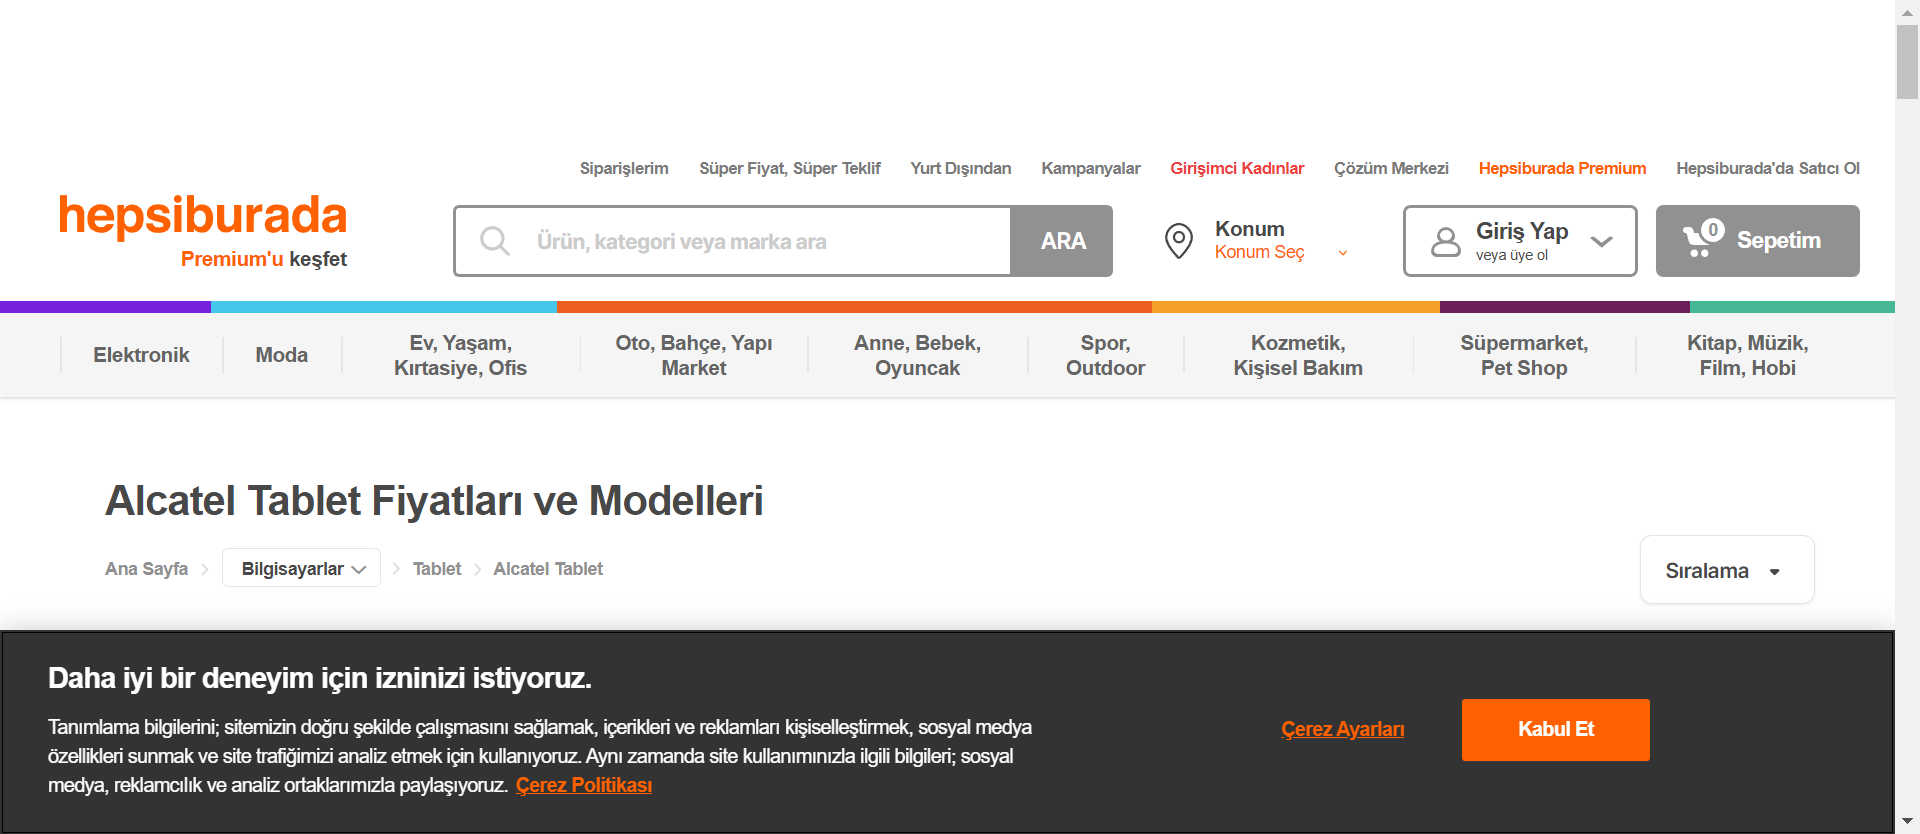 Siparişlerim Süper Fiyat, Süper Teklif Yurt Dışından Kampanyalar Girişimci Kadınlar Çözüm Merkezi Hepsiburada Premium Hepsiburada'da Satıcı Ol
hepsiburada
Premium'u keşfet
Ürün, kategori veya marka ara
ARA
Konum
Konum Seç
Giriş Yap
veya üye ol
0
Sepetim
Elektronik
Moda
Ev, Yaşam,
Kırtasiye, Ofis
Oto, Bahçe, Yapı
Market
Anne, Bebek,
Oyuncak
Spor,
Outdoor
Kozmetik,
Kişisel Bakım
Süpermarket,
Pet Shop
Kitap, Müzik,
Film, Hobi
Alcatel Tablet Fiyatları ve Modelleri
Ana Sayfa Bilgisayarlar Tablet Alcatel Tablet
Sıralama
Daha iyi bir deneyim için izninizi istiyoruz.
Tanımlama bilgilerini; sitemizin doğru şekilde çalışmasını sağlamak, içerikleri ve reklamları kişiselleştirmek, sosyal medya
özellikleri sunmak ve site trafiğimizi analiz etmek için kullanıyoruz. Aynı zamanda site kullanımınızla ilgili bilgileri; sosyal
medya, reklamcılık ve analiz ortaklarımızla paylaşıyoruz. Çerez Politikası
Çerez Ayarları
Kabul Et